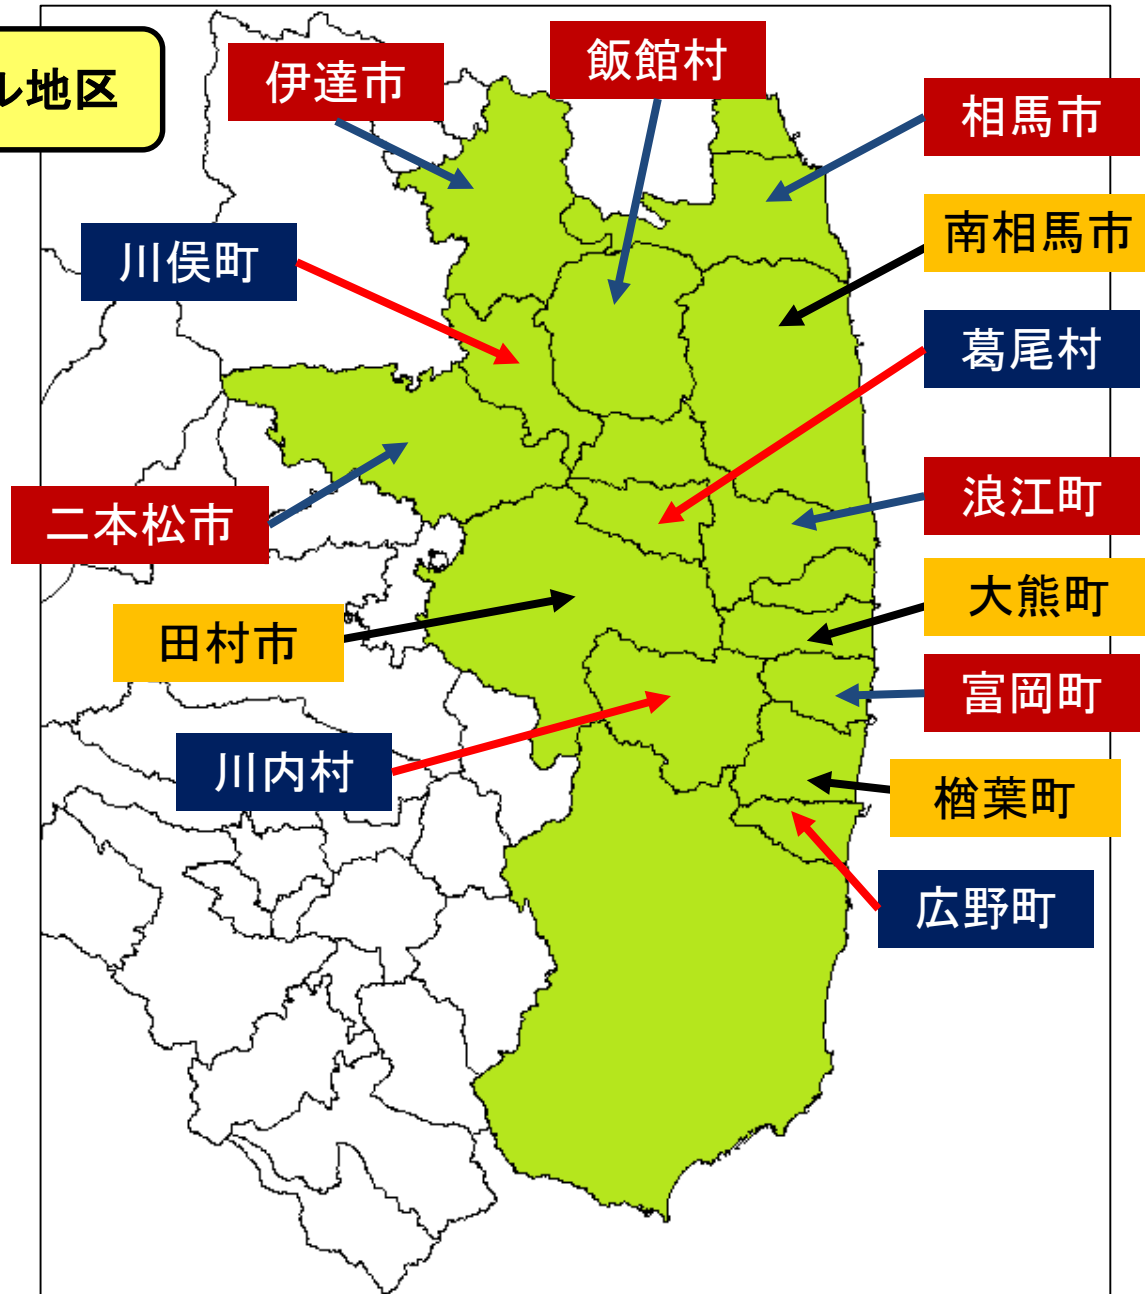 ル地区
伊達市
飯館村
相馬市
南相馬市
川俣町
葛尾村
浪江町
二本松市
大熊町
田村市
富岡町
川内村
楢葉町
広野町